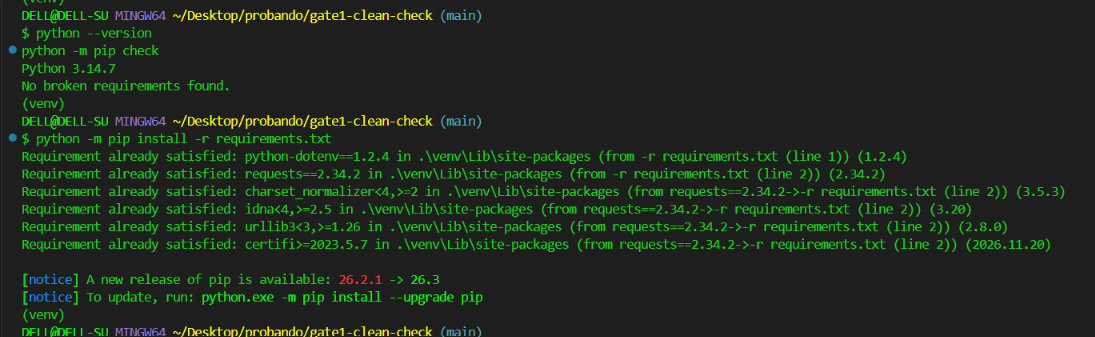 (venv)
DELL@DELL-SU MINGW64 ~/Desktop/probando/gate1-clean-check (main)
$ python --version
python -m pip check
Python 3.14.7
No broken requirements found.
(venv)
DELL@DELL-SU MINGW64 ~/Desktop/probando/gate1-clean-check (main)
$ python -m pip install -r requirements.txt
Requirement already satisfied: python-dotenv==1.2.4 in .\venv\Lib\site-packages (from -r requirements.txt (line 1)) (1.2.4)
Requirement already satisfied: requests==2.34.2 in .\venv\Lib\site-packages (from -r requirements.txt (line 2)) (2.34.2)
Requirement already satisfied: charset_normalizer<4,>=2 in .\venv\Lib\site-packages (from requests==2.34.2->-r requirements.txt (line 2)) (3.5.3)
Requirement already satisfied: idna<4,>=2.5 in .\venv\Lib\site-packages (from requests==2.34.2->-r requirements.txt (line 2)) (3.20)
Requirement already satisfied: urllib3<3,>=1.26 in .\venv\Lib\site-packages (from requests==2.34.2->-r requirements.txt (line 2)) (2.8.0)
Requirement already satisfied: certifi>=2023.5.7 in .\venv\Lib\site-packages (from requests==2.34.2->-r requirements.txt (line 2)) (2026.11.20)
[notice] A new release of pip is available: 26.2.1 -> 26.3
[notice] To update, run: python.exe -m pip install --upgrade pip
(venv)
DELL@DELL-SU MINGW64 ~/Desktop/probando/gate1-clean-check (main)